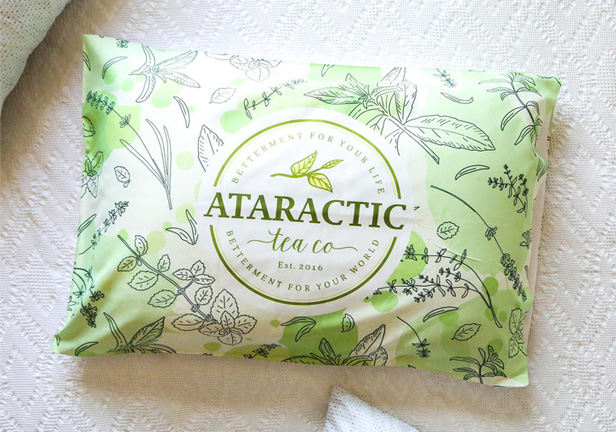 BETTERMENT FOR YOUR LIFE
ATARACTIC
tea co
Est. 2016
BETTERMENT FOR YOUR WORLD